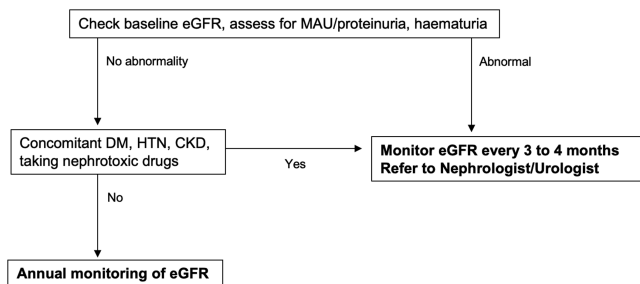 Check baseline eGFR, assess for MAU/proteinuria, haematuria
No abnormality
Abnormal
Concomitant DM, HTN, CKD,
taking nephrotoxic drugs
Yes
Monitor eGFR every 3 to 4 months
Refer to Nephrologist/Urologist
No
Annual monitoring of eGFR